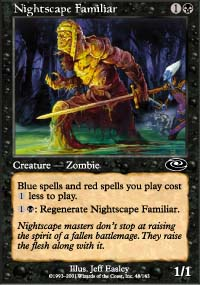 Nightscape Familiar 1
Creature — Zombie
Blue spells and red spells you play cost
1 less to play.
1 : Regenerate Nightscape Familiar.
Nightscape masters don't stop at raising
the spirit of a fallen battlemage. They raise
the flesh along with it.
Illus. Jeff Easley
©1993-2001 Wizards of the Coast, Inc. 48/143
1/1